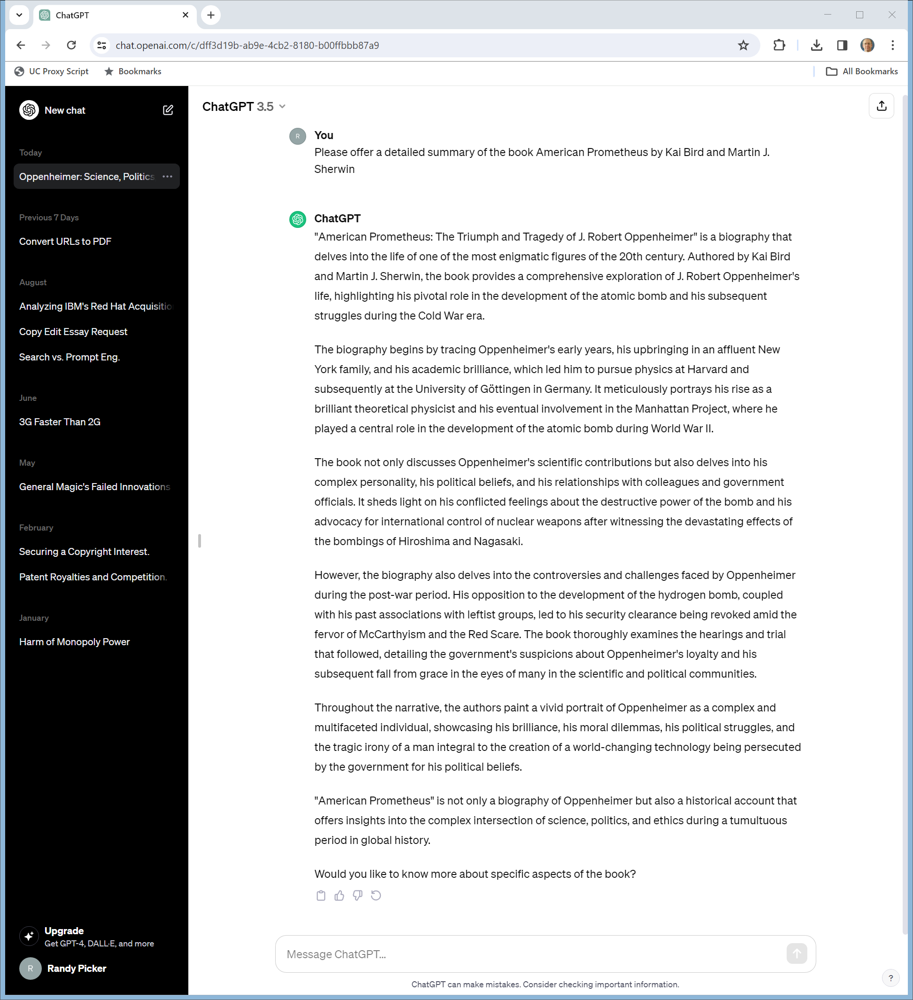 ChatGPT
chat.openai.com/c/dff3d19b-ab9e-4cb2-8180-b00ffbbb87a9
UC Proxy Script
Bookmarks
All Bookmarks
New chat
Today
Oppenheimer: Science, Politics
Previous 7 Days
Convert URLs to PDF
August
Analyzing IBM's Red Hat Acquisitio
Copy Edit Essay Request
Search vs. Prompt Eng.
June
3G Faster Than 2G
May
General Magic's Failed Innovations
February
Securing a Copyright Interest.
Patent Royalties and Competition.
January
Harm of Monopoly Power
Upgrade
Get GPT-4, DALL·E, and more
R
Randy Picker
ChatGPT 3.5
R
You
Please offer a detailed summary of the book American Prometheus by Kai Bird and Martin J.
Sherwin
ChatGPT
"American Prometheus: The Triumph and Tragedy of J. Robert Oppenheimer" is a biography that
delves into the life of one of the most enigmatic figures of the 20th century. Authored by Kai Bird
and Martin J. Sherwin, the book provides a comprehensive exploration of J. Robert Oppenheimer's
life, highlighting his pivotal role in the development of the atomic bomb and his subsequent
struggles during the Cold War era.
The biography begins by tracing Oppenheimer's early years, his upbringing in an affluent New
York family, and his academic brilliance, which led him to pursue physics at Harvard and
subsequently at the University of Göttingen in Germany. It meticulously portrays his rise as a
brilliant theoretical physicist and his eventual involvement in the Manhattan Project, where he
played a central role in the development of the atomic bomb during World War II.
The book not only discusses Oppenheimer's scientific contributions but also delves into his
complex personality, his political beliefs, and his relationships with colleagues and government
officials. It sheds light on his conflicted feelings about the destructive power of the bomb and his
advocacy for international control of nuclear weapons after witnessing the devastating effects of
the bombings of Hiroshima and Nagasaki.
However, the biography also delves into the controversies and challenges faced by Oppenheimer
during the post-war period. His opposition to the development of the hydrogen bomb, coupled
with his past associations with leftist groups, led to his security clearance being revoked amid the
fervor of McCarthyism and the Red Scare. The book thoroughly examines the hearings and trial
that followed, detailing the government's suspicions about Oppenheimer's loyalty and his
subsequent fall from grace in the eyes of many in the scientific and political communities.
Throughout the narrative, the authors paint a vivid portrait of Oppenheimer as a complex and
multifaceted individual, showcasing his brilliance, his moral dilemmas, his political struggles, and
the tragic irony of a man integral to the creation of a world-changing technology being persecuted
by the government for his political beliefs.
"American Prometheus" is not only a biography of Oppenheimer but also a historical account that
offers insights into the complex intersection of science, politics, and ethics during a tumultuous
period in global history.
Would you like to know more about specific aspects of the book?
Message ChatGPT...
ChatGPT can make mistakes. Consider checking important information.
?